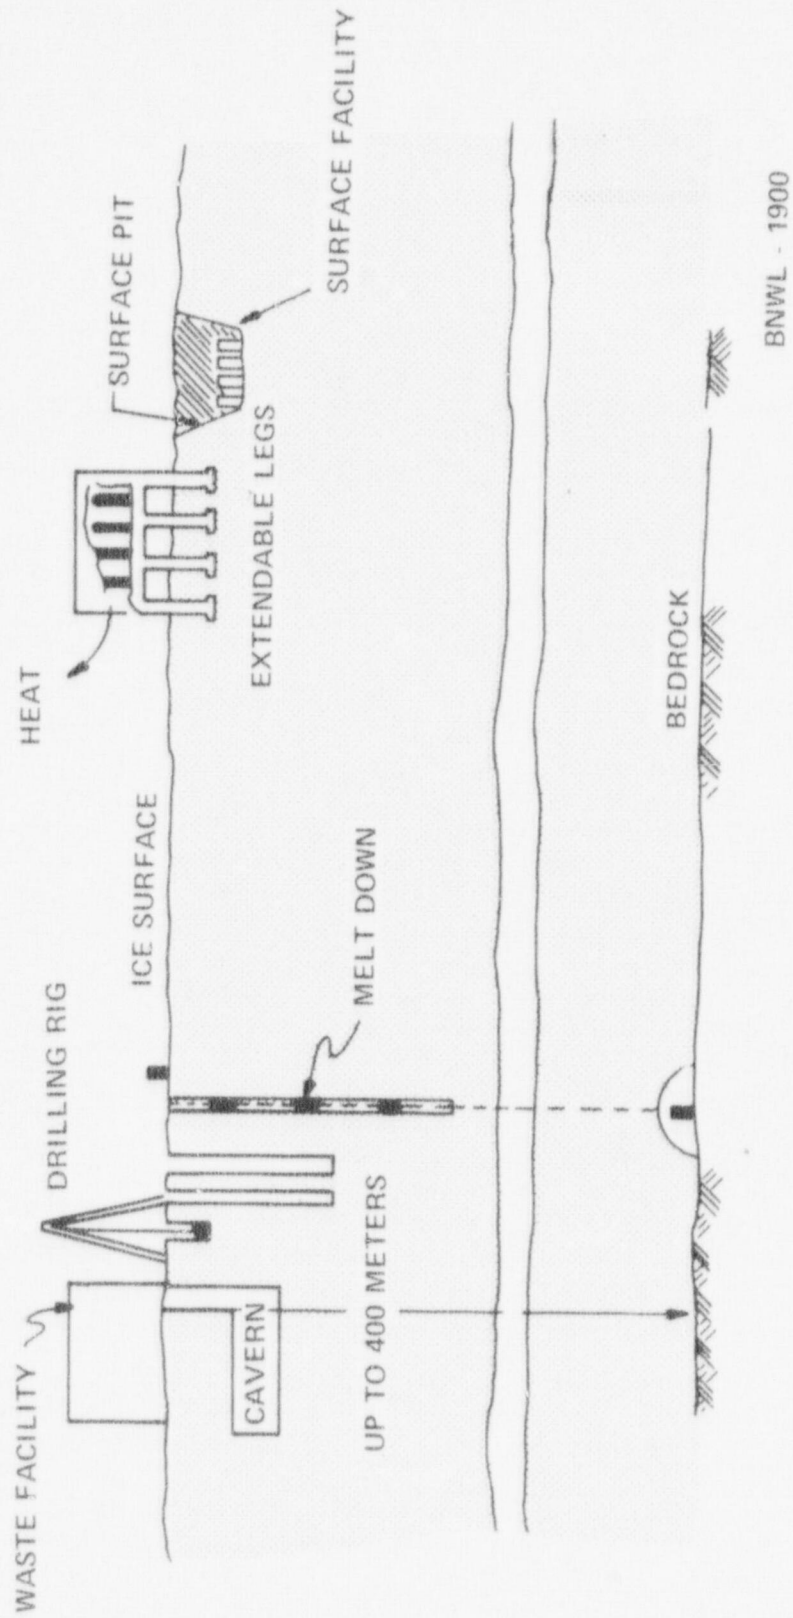 WASTE FACILITY
DRILLING RIG
HEAT
ICE SURFACE
SURFACE PIT
SURFACE FACILITY
EXTENDABLE LEGS
MELT DOWN
CAVERN
UP TO 400 METERS
BEDROCK
BNWL - 1900